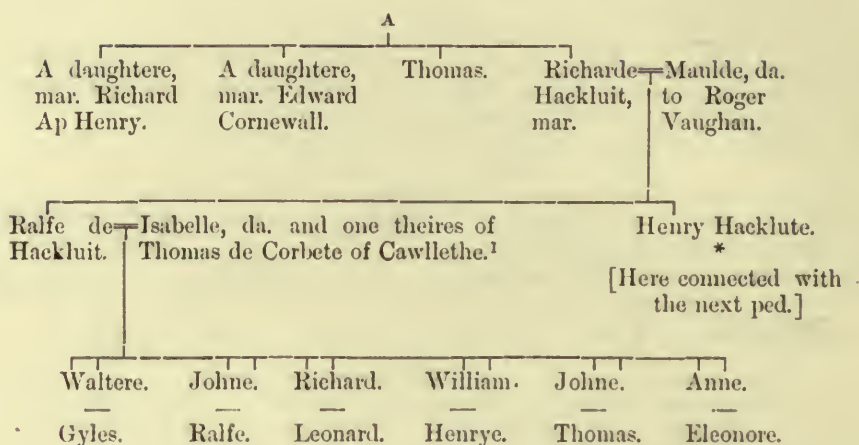 A
A daughtere, mar. Richard Ap Henry.
A daughtere, mar. Edward Cornewall.
Thomas.
Richarde Hackluit, mar.
Maulde, da. to Roger Vaughan.
Ralfe de Hackluit.
Isabelle, da. and one theires of Thomas de Corbete of Cawllethe.¹
Henry Hacklute.
*
[Here connected with the next ped.]
Waltere. Johne. Richard. William. Johne. Anne.
Gyles. Ralfe. Leonard. Henrye. Thomas. Eleonore.